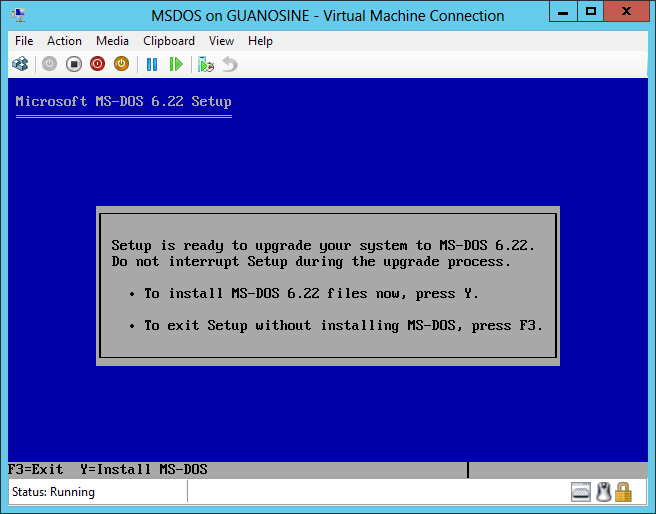 MSDOS on GUANOSINE - Virtual Machine Connection
File Action Media Clipboard View Help
Microsoft MS-DOS 6.22 Setup
Setup is ready to upgrade your system to MS-DOS 6.22.
Do not interrupt Setup during the upgrade process.
• To install MS-DOS 6.22 files now, press Y.
• To exit Setup without installing MS-DOS, press F3.
F3=Exit Y=Install MS-DOS
Status: Running